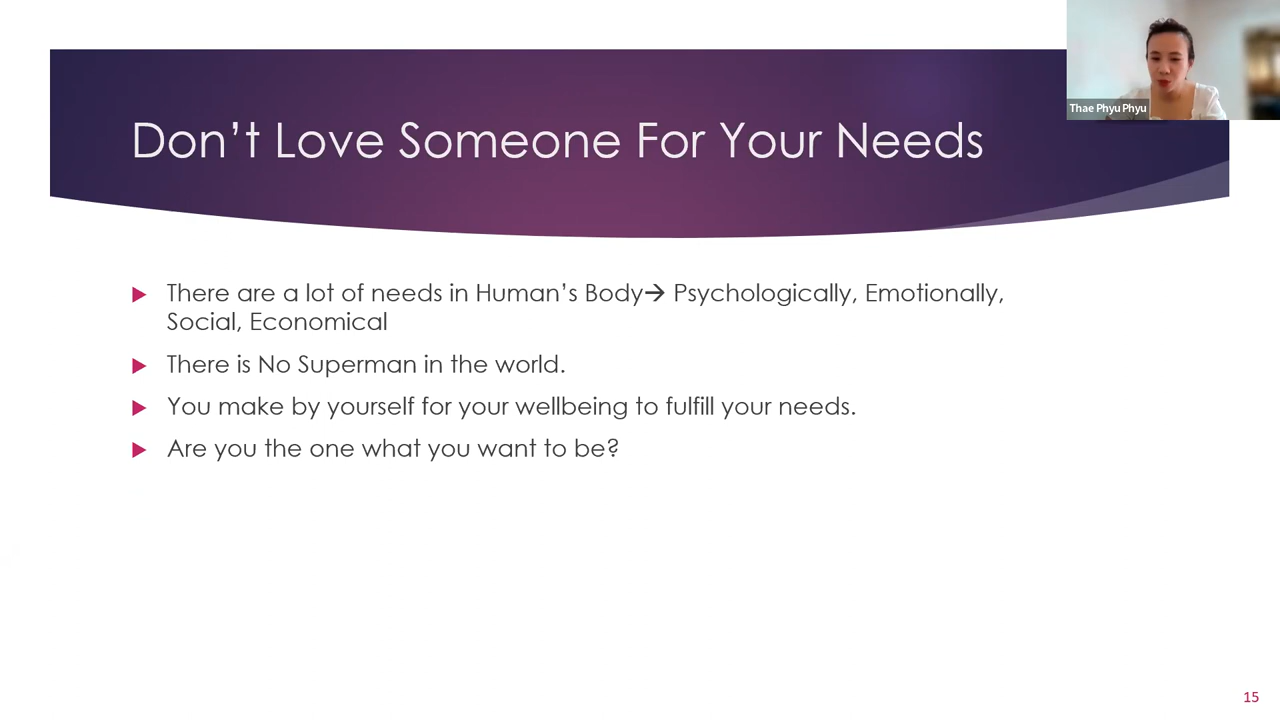 Thae Phyu Phyu
Don’t Love Someone For Your Needs
There are a lot of needs in Human’s Body→ Psychologically, Emotionally,
Social, Economical
There is No Superman in the world.
You make by yourself for your wellbeing to fulfill your needs.
Are you the one what you want to be?
15